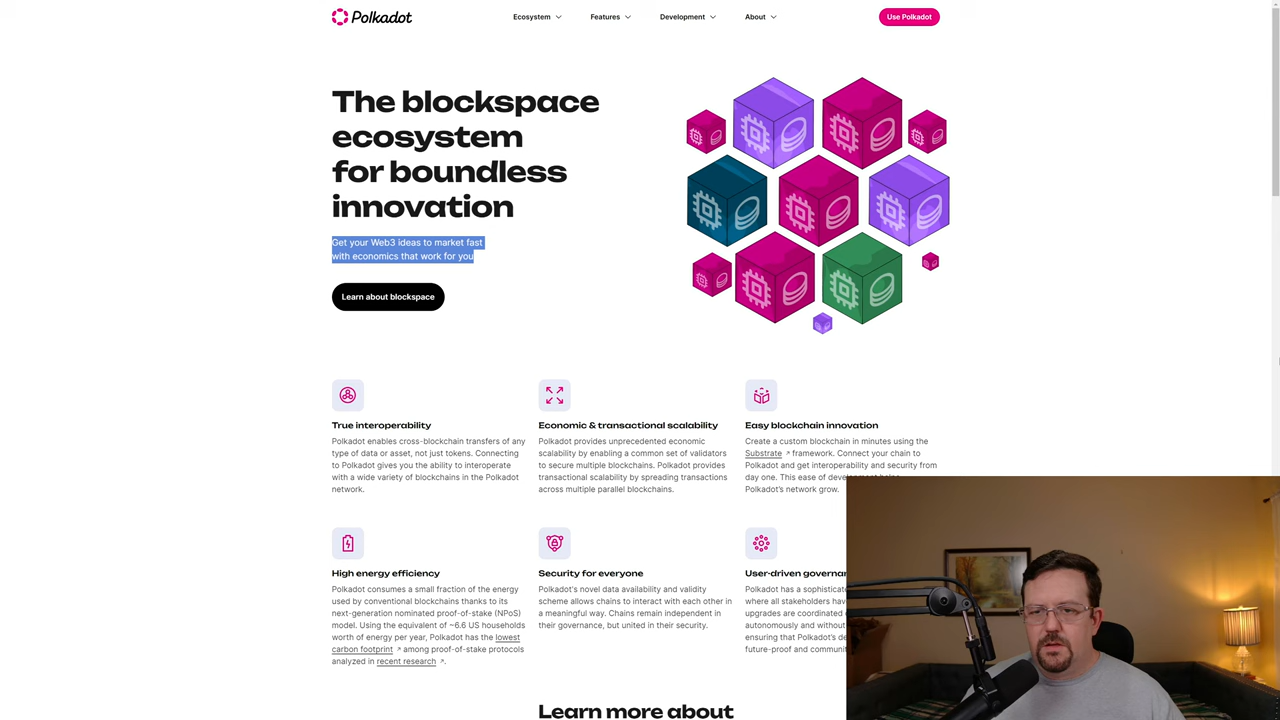 Polkadot
Ecosystem
Features
Development
About
Use Polkadot
The blockspace
ecosystem
for boundless
innovation
Get your Web3 ideas to market fast
with economics that work for you
Learn about blockspace
True interoperability
Polkadot enables cross-blockchain transfers of any
type of data or asset, not just tokens. Connecting
to Polkadot gives you the ability to interoperate
with a wide variety of blockchains in the Polkadot
network.
Economic & transactional scalability
Polkadot provides unprecedented economic
scalability by enabling a common set of validators
to secure multiple blockchains. Polkadot provides
transactional scalability by spreading transactions
across multiple parallel blockchains.
Easy blockchain innovation
Create a custom blockchain in minutes using the
Substrate ↗ framework. Connect your chain to
Polkadot and get interoperability and security from
day one. This ease of development helps
Polkadot's network grow.
High energy efficiency
Polkadot consumes a small fraction of the energy
used by conventional blockchains thanks to its
next-generation nominated proof-of-stake (NPoS)
model. Using the equivalent of ~6.6 US households
worth of energy per year, Polkadot has the lowest
carbon footprint ↗ among proof-of-stake protocols
analyzed in recent research ↗.
Security for everyone
Polkadot's novel data availability and validity
scheme allows chains to interact with each other in
a meaningful way. Chains remain independent in
their governance, but united in their security.
User-driven
Polkadot has a
where all stakeholders
upgrades are coordinated
autonomously and without
ensuring that Polkadot's
future-proof and
Learn more about